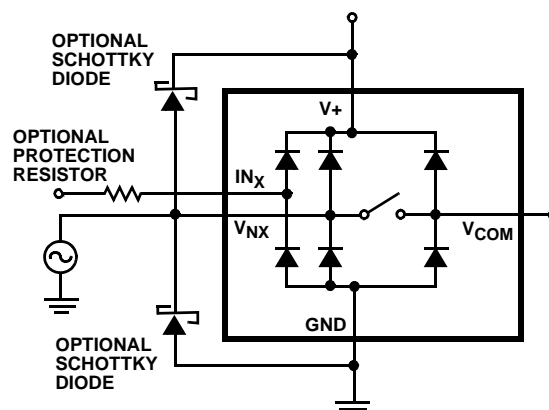 OPTIONAL
SCHOTTKY
DIODE
V+
OPTIONAL
PROTECTION
RESISTOR
INX
VNX
VCOM
GND
OPTIONAL
SCHOTTKY
DIODE